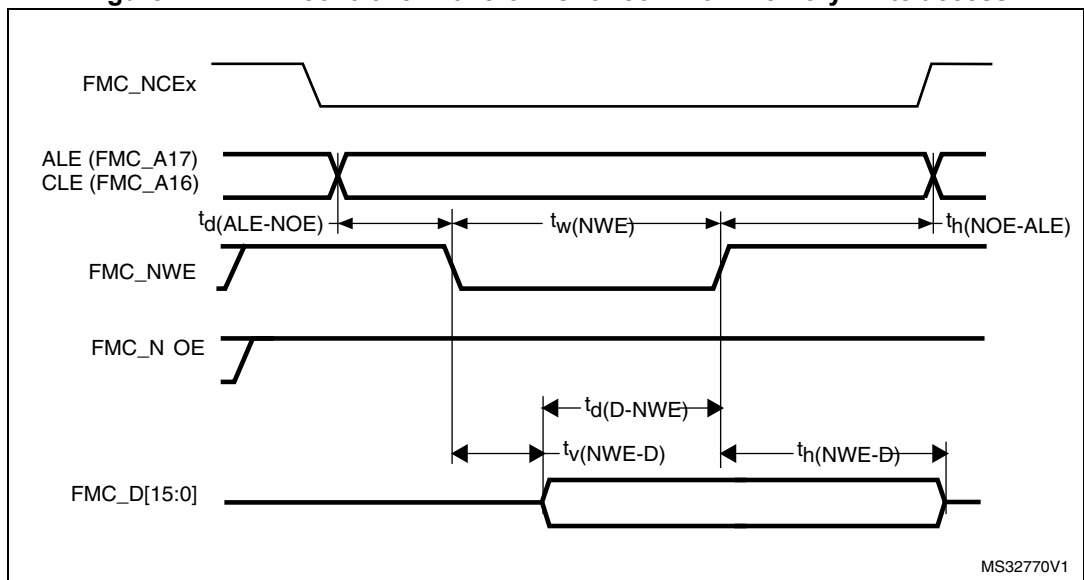 FMC_NCEx
ALE (FMC_A17)
CLE (FMC_A16)
td(ALE-NOE)
tw(NWE)
th(NOE-ALE)
FMC_NWE
FMC_N OE
td(D-NWE)
tv(NWE-D)
th(NWE-D)
FMC_D[15:0]
MS32770V1